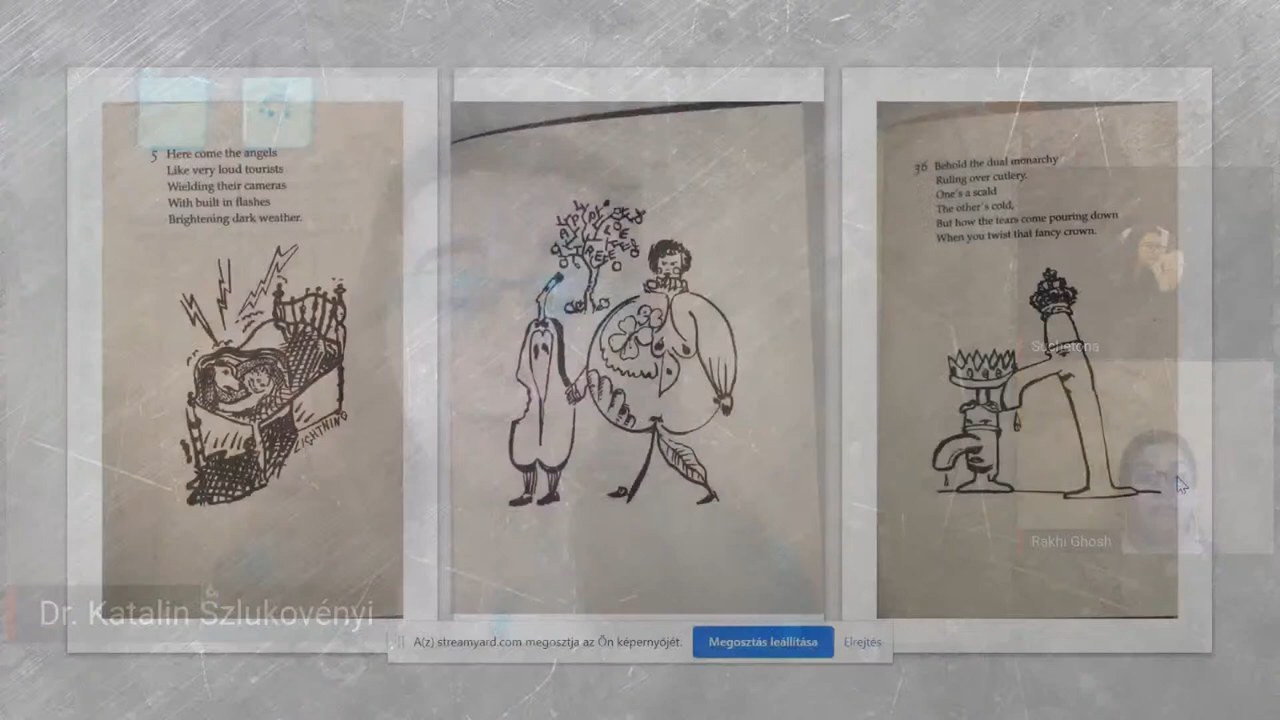 5 Here come the angels
Like very loud tourists
Wielding their cameras
With built in flashes
Brightening dark weather.
LIGHTNING
36 Behold the dual monarchy
Ruling over cutlery.
One's a scald
The other's cold,
But how the tears come pouring down
When you twist that fancy crown.
Suchetona
Rakhi Ghosh
Dr. Katalin Szlukovényi
A(z) streamyard.com megosztja az Ön képernyőjét.
Megosztás leállítása
Elrejtés